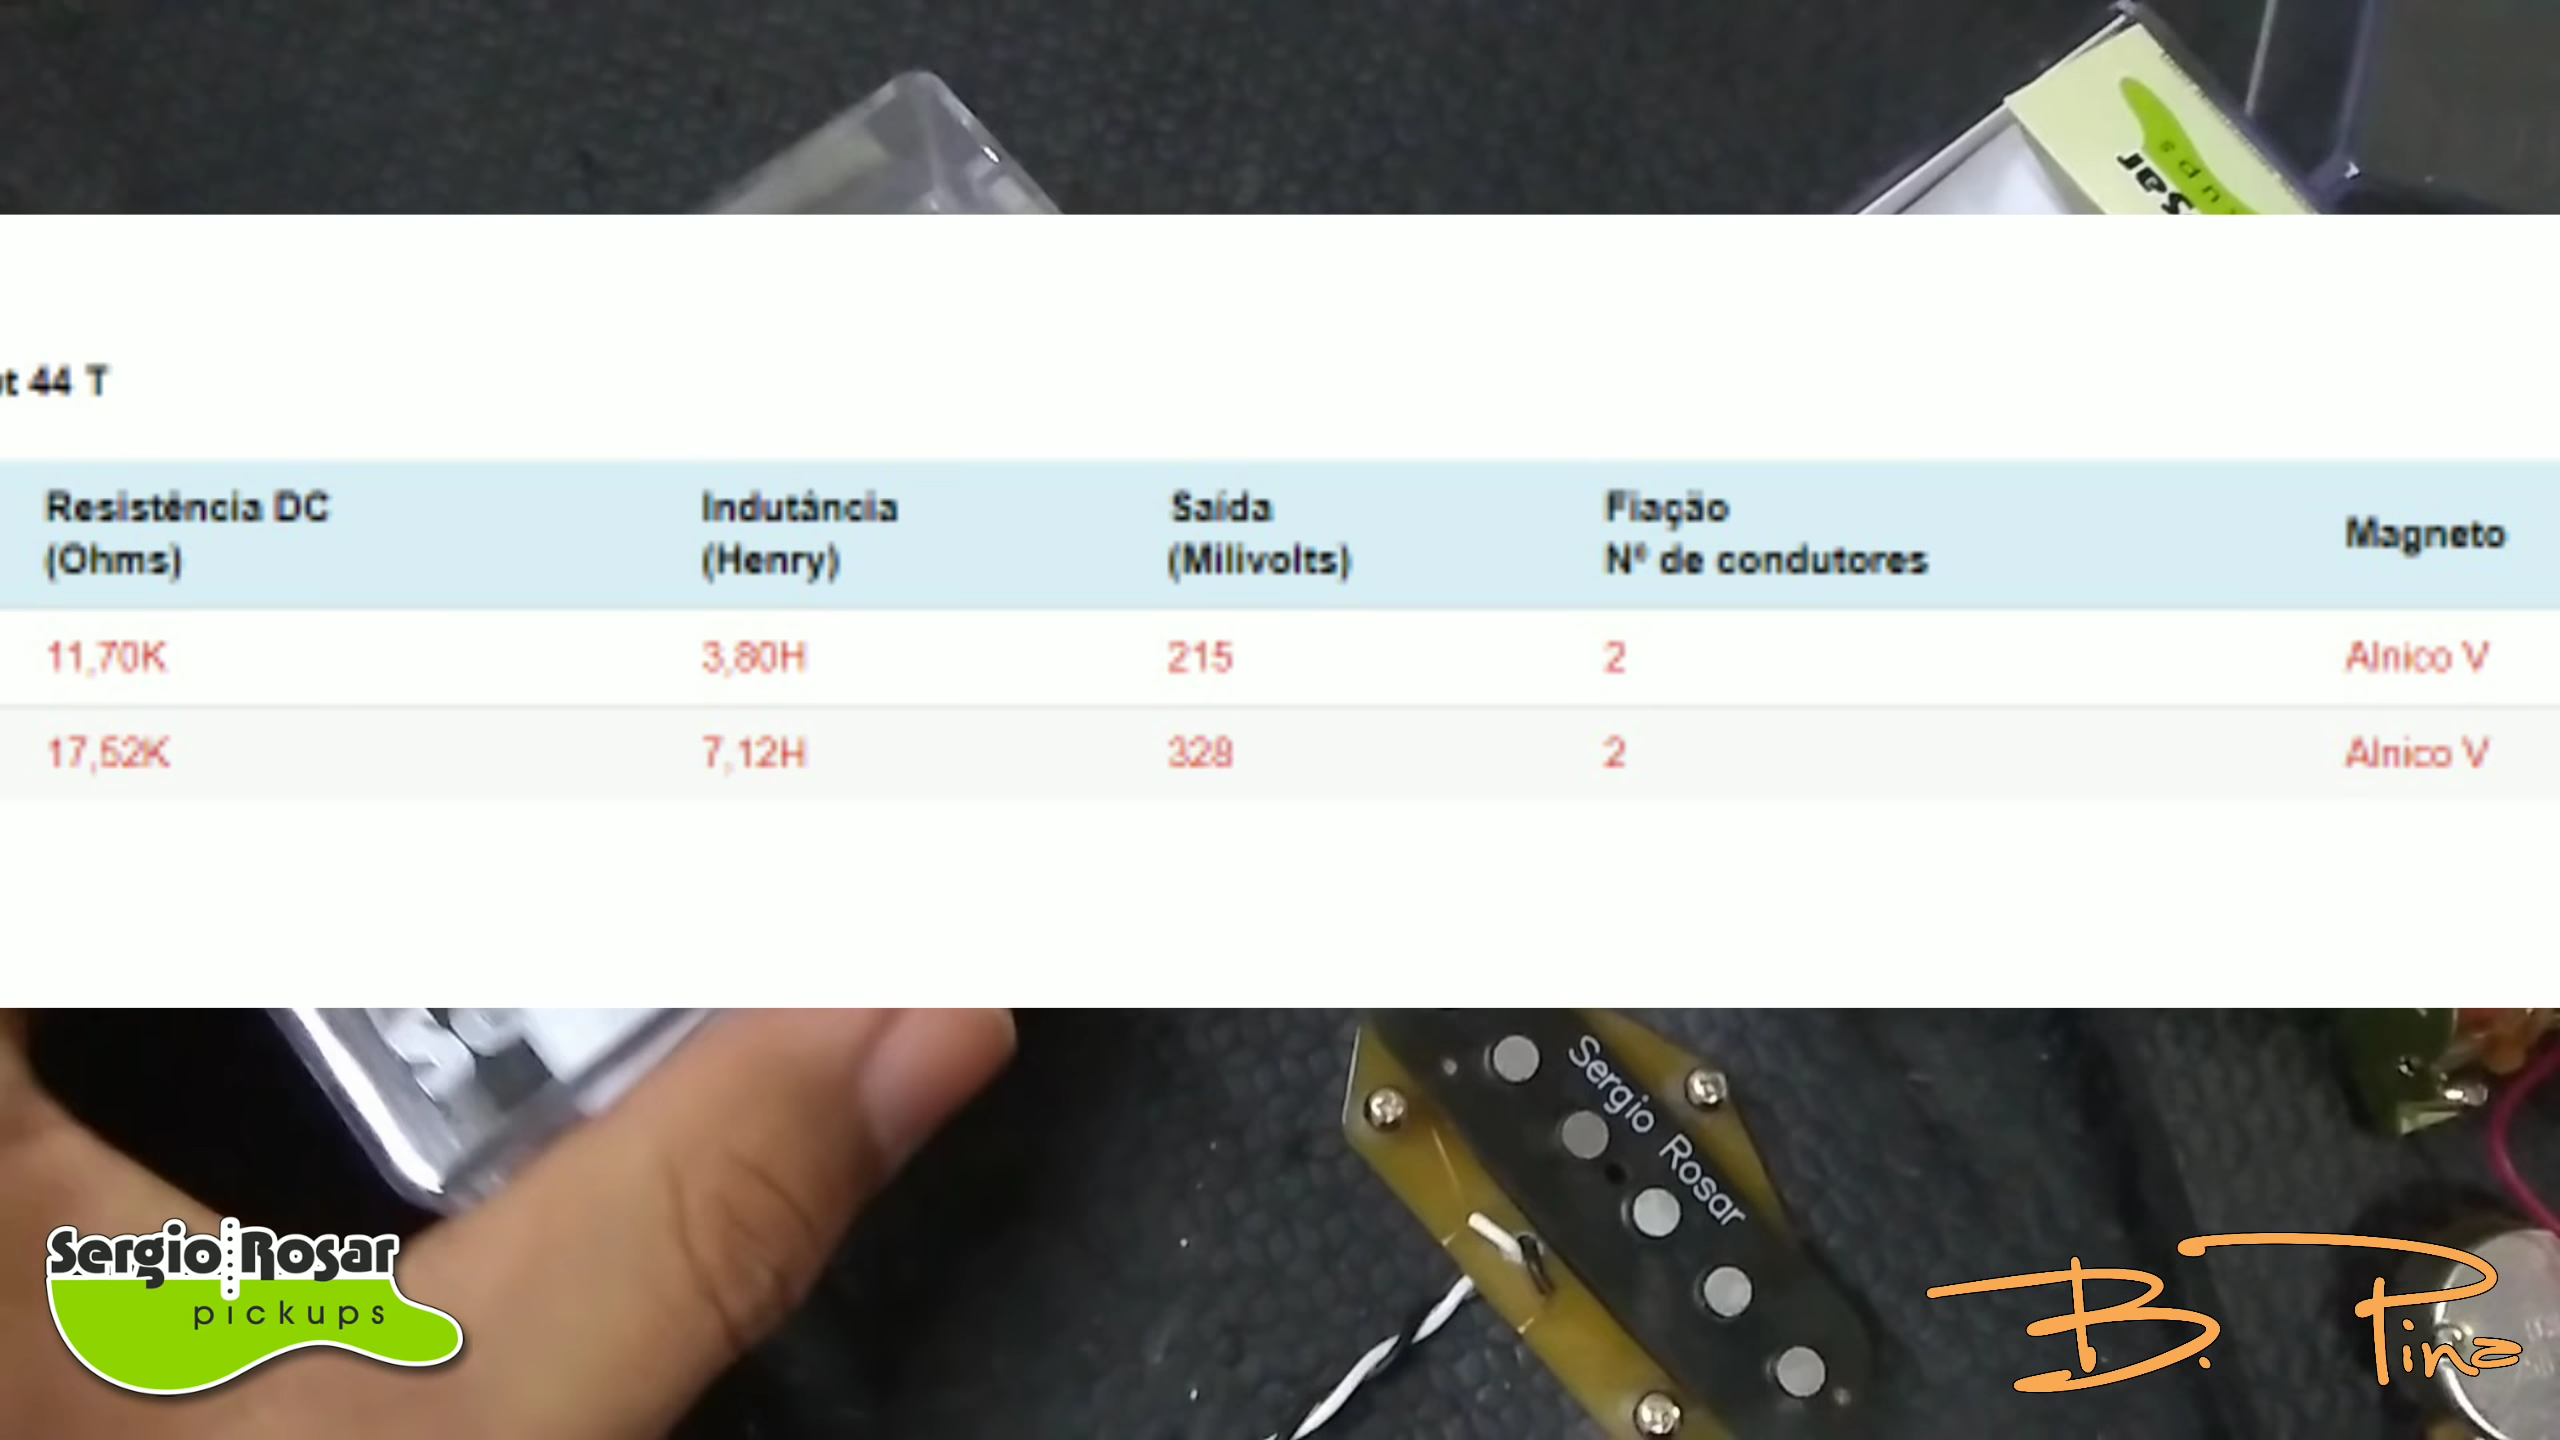 44 T
Resistência DC
(Ohms)
Indutância
(Henry)
Saída
(Milivolts)
Fiação
Nº de condutores
Magneto
11,70K
3,80H
215
2
Alnico V
17,52K
7,12H
328
2
Alnico V
Sergio Rosar
Sergio Rosar
pickups
B. Pina